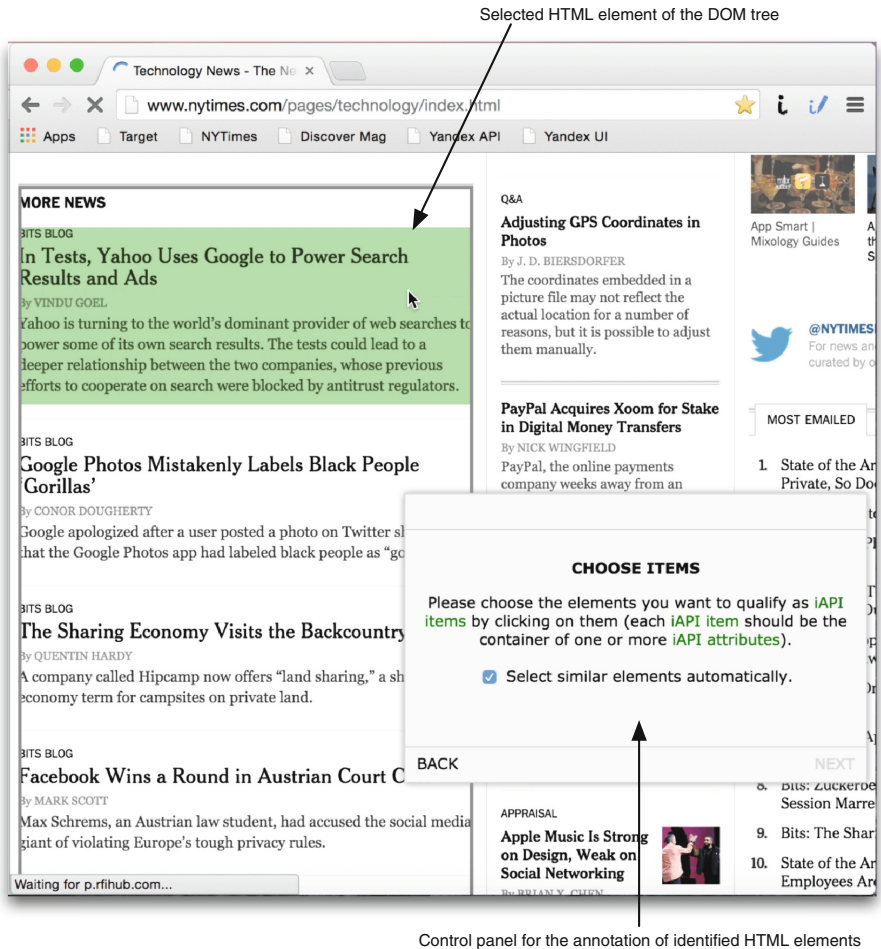 Selected HTML element of the DOM tree
Technology News - The Ne ×
www.nytimes.com/pages/technology/index.html
Apps
Target
NYTimes
Discover Mag
Yandex API
Yandex UI
MORE NEWS
BITS BLOG
In Tests, Yahoo Uses Google to Power Search
Results and Ads
By VINDU GOEL
Yahoo is turning to the world's dominant provider of web searches to
power some of its own search results. The tests could lead to a
deeper relationship between the two companies, whose previous
efforts to cooperate on search were blocked by antitrust regulators.
BITS BLOG
Google Photos Mistakenly Labels Black People
'Gorillas'
By CONOR DOUGHERTY
Google apologized after a user posted a photo on Twitter
that the Google Photos app had labeled black people as
BITS BLOG
The Sharing Economy Visits the Backcountry
By QUENTIN HARDY
A company called Hipcamp now offers "land sharing," a
economy term for campsites on private land.
BITS BLOG
Facebook Wins a Round in Austrian Court
By MARK SCOTT
Max Schrems, an Austrian law student, had accused the social media
giant of violating Europe's tough privacy rules.
Waiting for p.rfihub.com...
Q&A
Adjusting GPS Coordinates in
Photos
By J. D. BIERSDORFER
The coordinates embedded in a
picture file may not reflect the
actual location for a number of
reasons, but it is possible to adjust
them manually.
PayPal Acquires Xoom for Stake
in Digital Money Transfers
By NICK WINGFIELD
PayPal, the online payments
company weeks away from an
CHOOSE ITEMS
Please choose the elements you want to qualify as iAPI
items by clicking on them (each iAPI item should be the
container of one or more iAPI attributes).
Select similar elements automatically.
BACK
NEXT
APPRAISAL
Apple Music Is Strong
on Design, Weak on
Social Networking
By BRIAN X. CHEN
App Smart |
Mixology Guides
@NYTIMES
For news
curated by
MOST EMAILED
1. State of the
Private, So
8. Bits:
Session
9. Bits: The
10. State of the
Employees
Control panel for the annotation of identified HTML elements